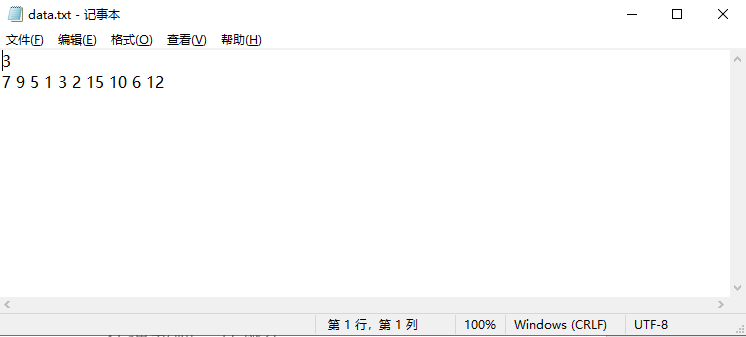 data.txt - 记事本
文件(F) 编辑(E) 格式(O) 查看(V) 帮助(H)
3
7 9 5 1 3 2 15 10 6 12
第 1 行，第 1 列 100% Windows (CRLF) UTF-8